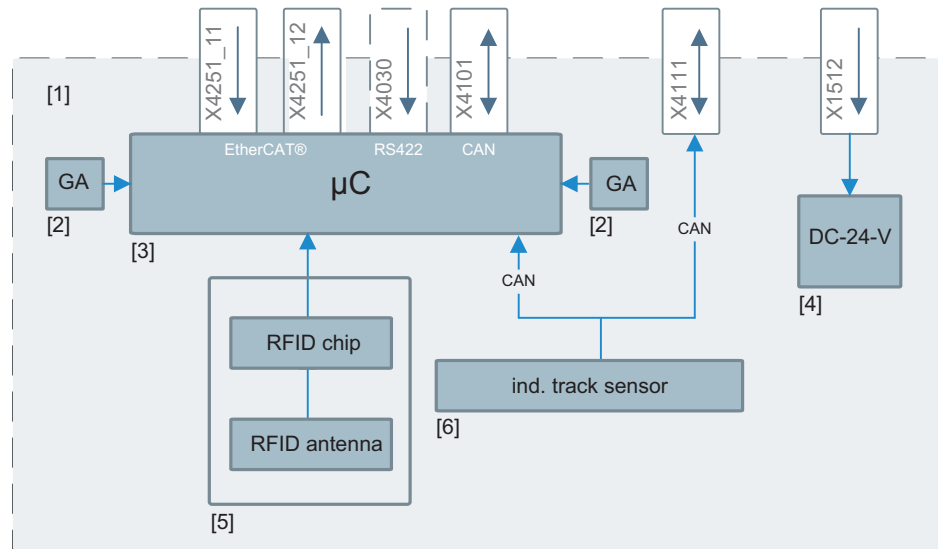 X4251_11
X4251_12
X4030
X4101
X4111
X1512
[1]
EtherCAT®
RS422
CAN
µC
GA
GA
[2]
[3]
[2]
CAN
DC-24-V
[4]
CAN
RFID chip
ind. track sensor
[6]
RFID antenna
[5]